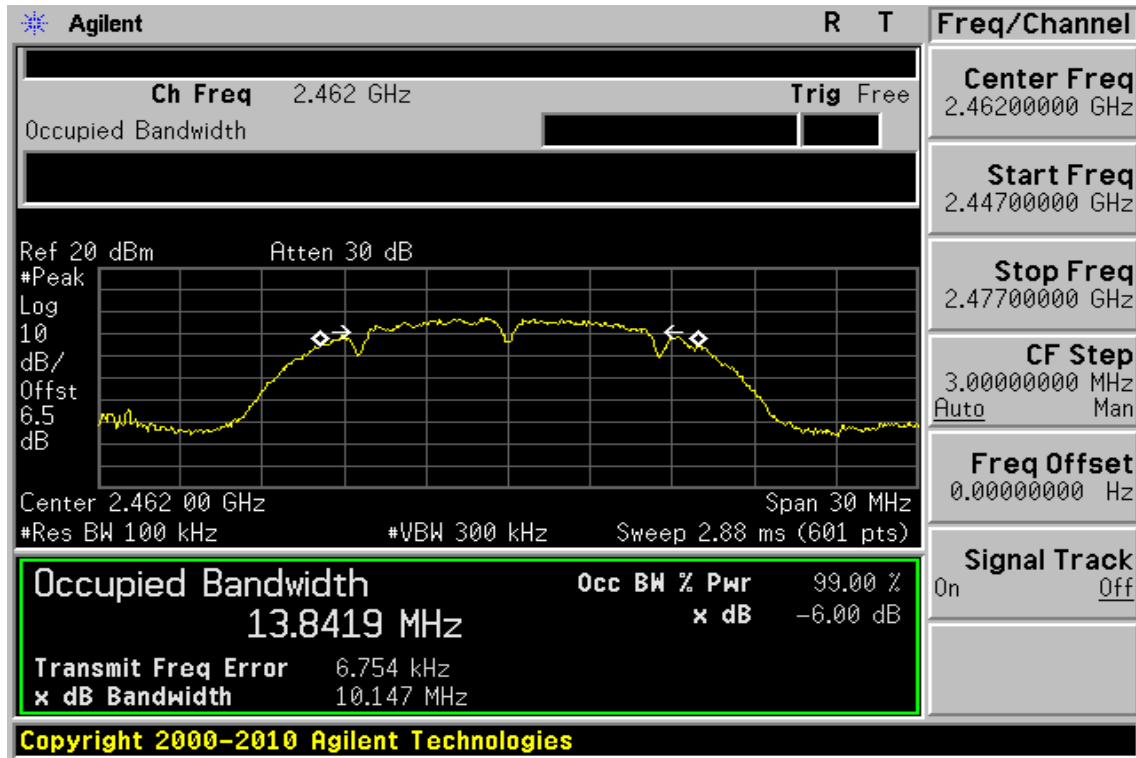 Agilent R T
Freq/Channel
Ch Freq 2.462 GHz Trig Free
Occupied Bandwidth
Center Freq
2.46200000 GHz
Start Freq
2.44700000 GHz
Stop Freq
2.47700000 GHz
CF Step
3.00000000 MHz
Auto Man
Freq Offset
0.00000000 Hz
Signal Track
On Off
Ref 20 dBm Atten 30 dB
#Peak
Log
10
dB/
Offst
6.5
dB
Center 2.462 00 GHz Span 30 MHz
#Res BW 100 kHz #VBW 300 kHz Sweep 2.88 ms (601 pts)
Occupied Bandwidth Occ BW % Pwr 99.00 %
13.8419 MHz x dB -6.00 dB
Transmit Freq Error 6.754 kHz
x dB Bandwidth 10.147 MHz
Copyright 2000-2010 Agilent Technologies